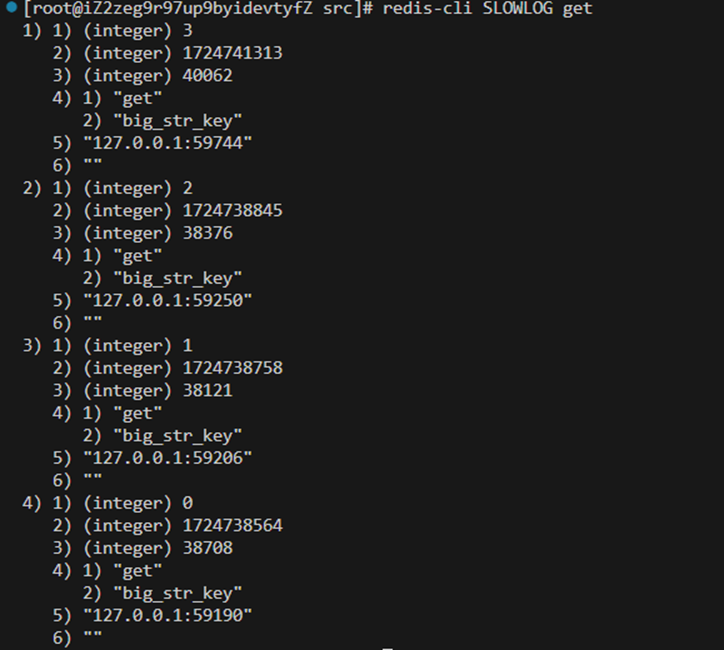 [root@iZ2zeg9r97up9byidevtyfZ src]# redis-cli SLOWLOG get
1) 1) (integer) 3
   2) (integer) 1724741313
   3) (integer) 40062
   4) 1) "get"
      2) "big_str_key"
   5) "127.0.0.1:59744"
   6) ""
2) 1) (integer) 2
   2) (integer) 1724738845
   3) (integer) 38376
   4) 1) "get"
      2) "big_str_key"
   5) "127.0.0.1:59250"
   6) ""
3) 1) (integer) 1
   2) (integer) 1724738758
   3) (integer) 38121
   4) 1) "get"
      2) "big_str_key"
   5) "127.0.0.1:59206"
   6) ""
4) 1) (integer) 0
   2) (integer) 1724738564
   3) (integer) 38708
   4) 1) "get"
      2) "big_str_key"
   5) "127.0.0.1:59190"
   6) ""